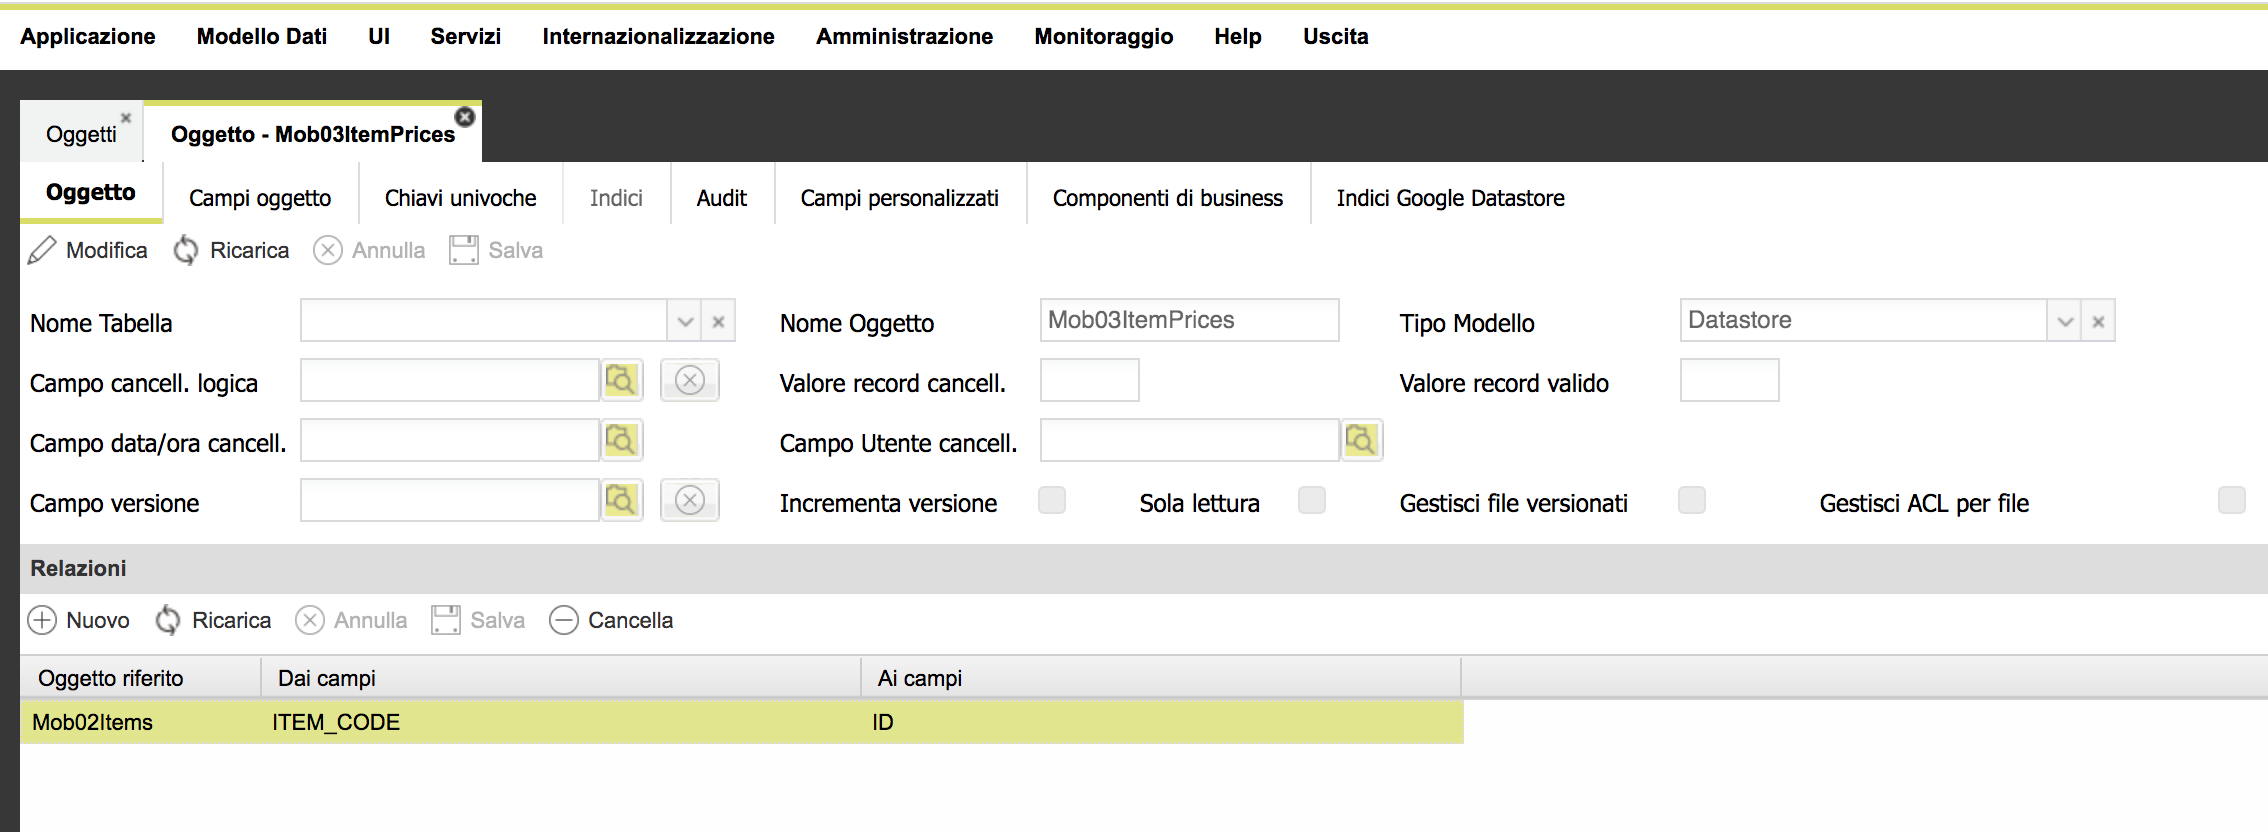 Applicazione Modello Dati UI Servizi Internazionalizzazione Amministrazione Monitoraggio Help Uscita
Oggetti Oggetto - Mob03ItemPrices
Oggetto Campi oggetto Chiavi univoche Indici Audit Campi personalizzati Componenti di business Indici Google Datastore
Modifica Ricarica Annulla Salva
Nome Tabella Nome Oggetto Mob03ItemPrices Tipo Modello Datastore
Campo cancell. logica Valore record cancell. Valore record valido
Campo data/ora cancell. Campo Utente cancell.
Campo versione Incrementa versione Sola lettura Gestisci file versionati Gestisci ACL per file
Relazioni
Nuovo Ricarica Annulla Salva Cancella
Oggetto riferito Dai campi Ai campi
Mob02Items ITEM_CODE ID